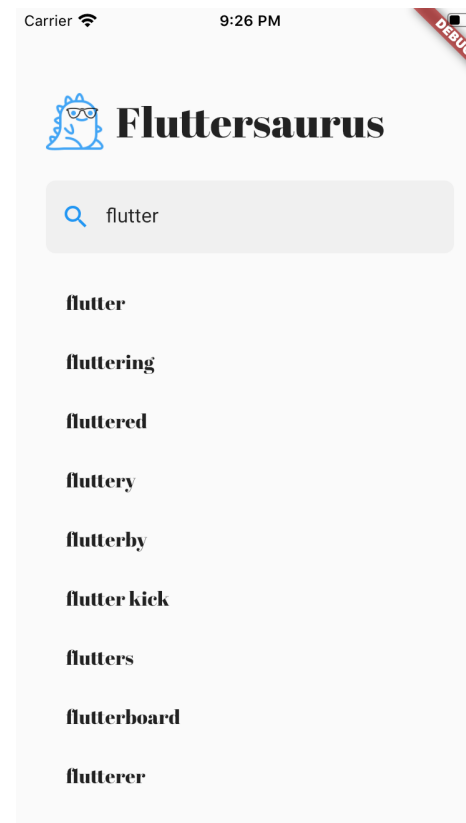 Carrier 9:26 PM
DEBUG
Fluttersaurus
flutter
flutter
fluttering
fluttered
fluttery
flutterby
flutter kick
flutters
flutterboard
flutterer